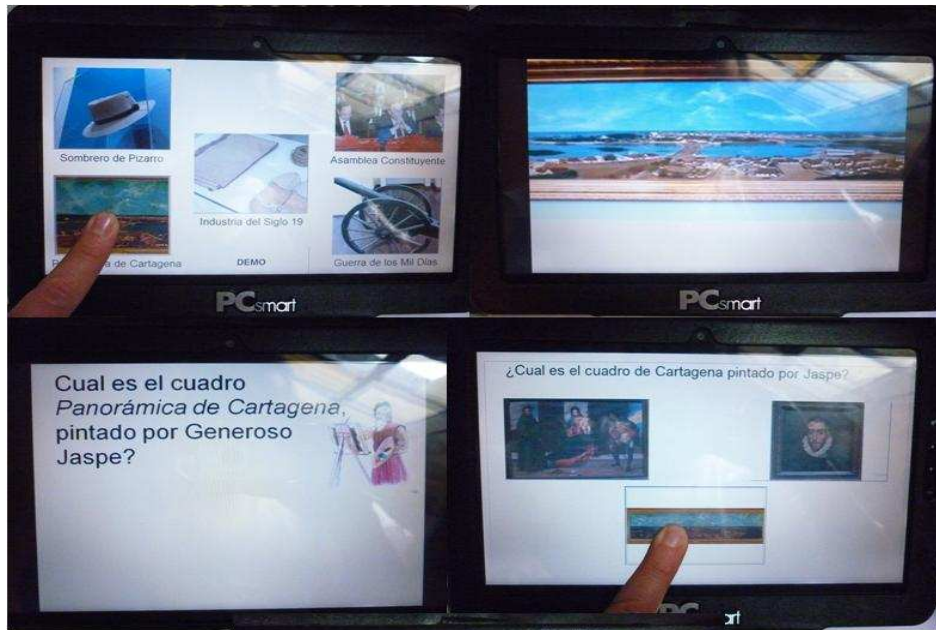 Sombrero de Pizarro
Asamblea Constituyente
Industria del Siglo 19
de Cartagena
DEMO
Guerra de los Mil Días
PCsmart
PCsmart
Cual es el cuadro
Panorámica de Cartagena,
pintado por Generoso
Jaspe?
¿Cual es el cuadro de Cartagena pintado por Jaspe?